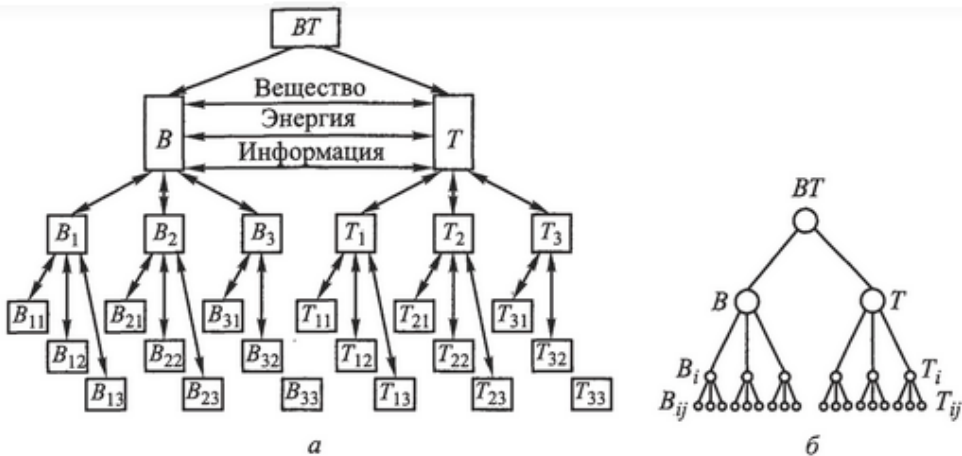 ВТ
Вещество
Энергия
Информация
В
Т
В₁ В₂ В₃ Т₁ Т₂ Т₃
В₁₁ В₂₁ В₃₁ Т₁₁ Т₂₁ Т₃₁
В₁₂ В₂₂ В₃₂ Т₁₂ Т₂₂ Т₃₂
В₁₃ В₂₃ В₃₃ Т₁₃ Т₂₃ Т₃₃
а
ВТ
В Т
Вᵢ Тᵢ
Вᵢⱼ Тᵢⱼ
б